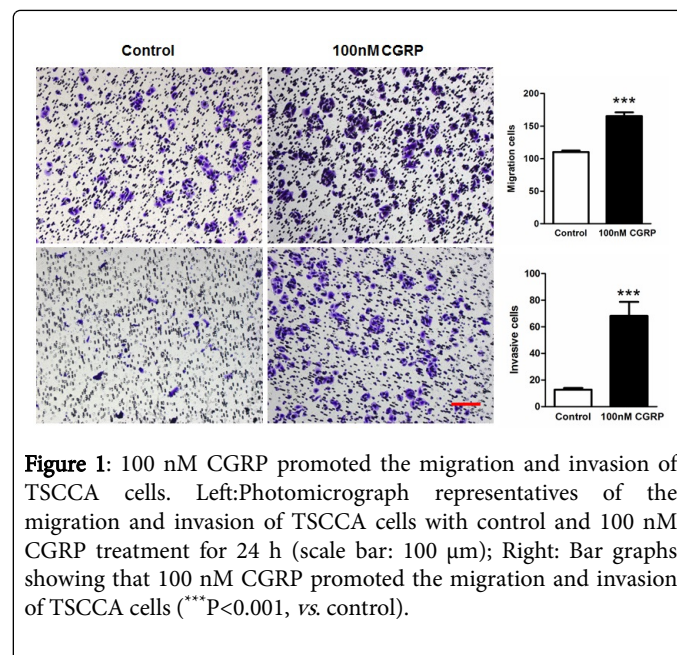 Control
100nM CGRP
200
150
100
50
0
Migration cells
***
Control
100nM CGRP
100
80
60
40
20
0
Invasive cells
***
Control
100nM CGRP
Figure 1: 100 nM CGRP promoted the migration and invasion of
TSCCA cells. Left:Photomicrograph representatives of the
migration and invasion of TSCCA cells with control and 100 nM
CGRP treatment for 24 h (scale bar: 100 μm); Right: Bar graphs
showing that 100 nM CGRP promoted the migration and invasion
of TSCCA cells (***P<0.001, vs. control).